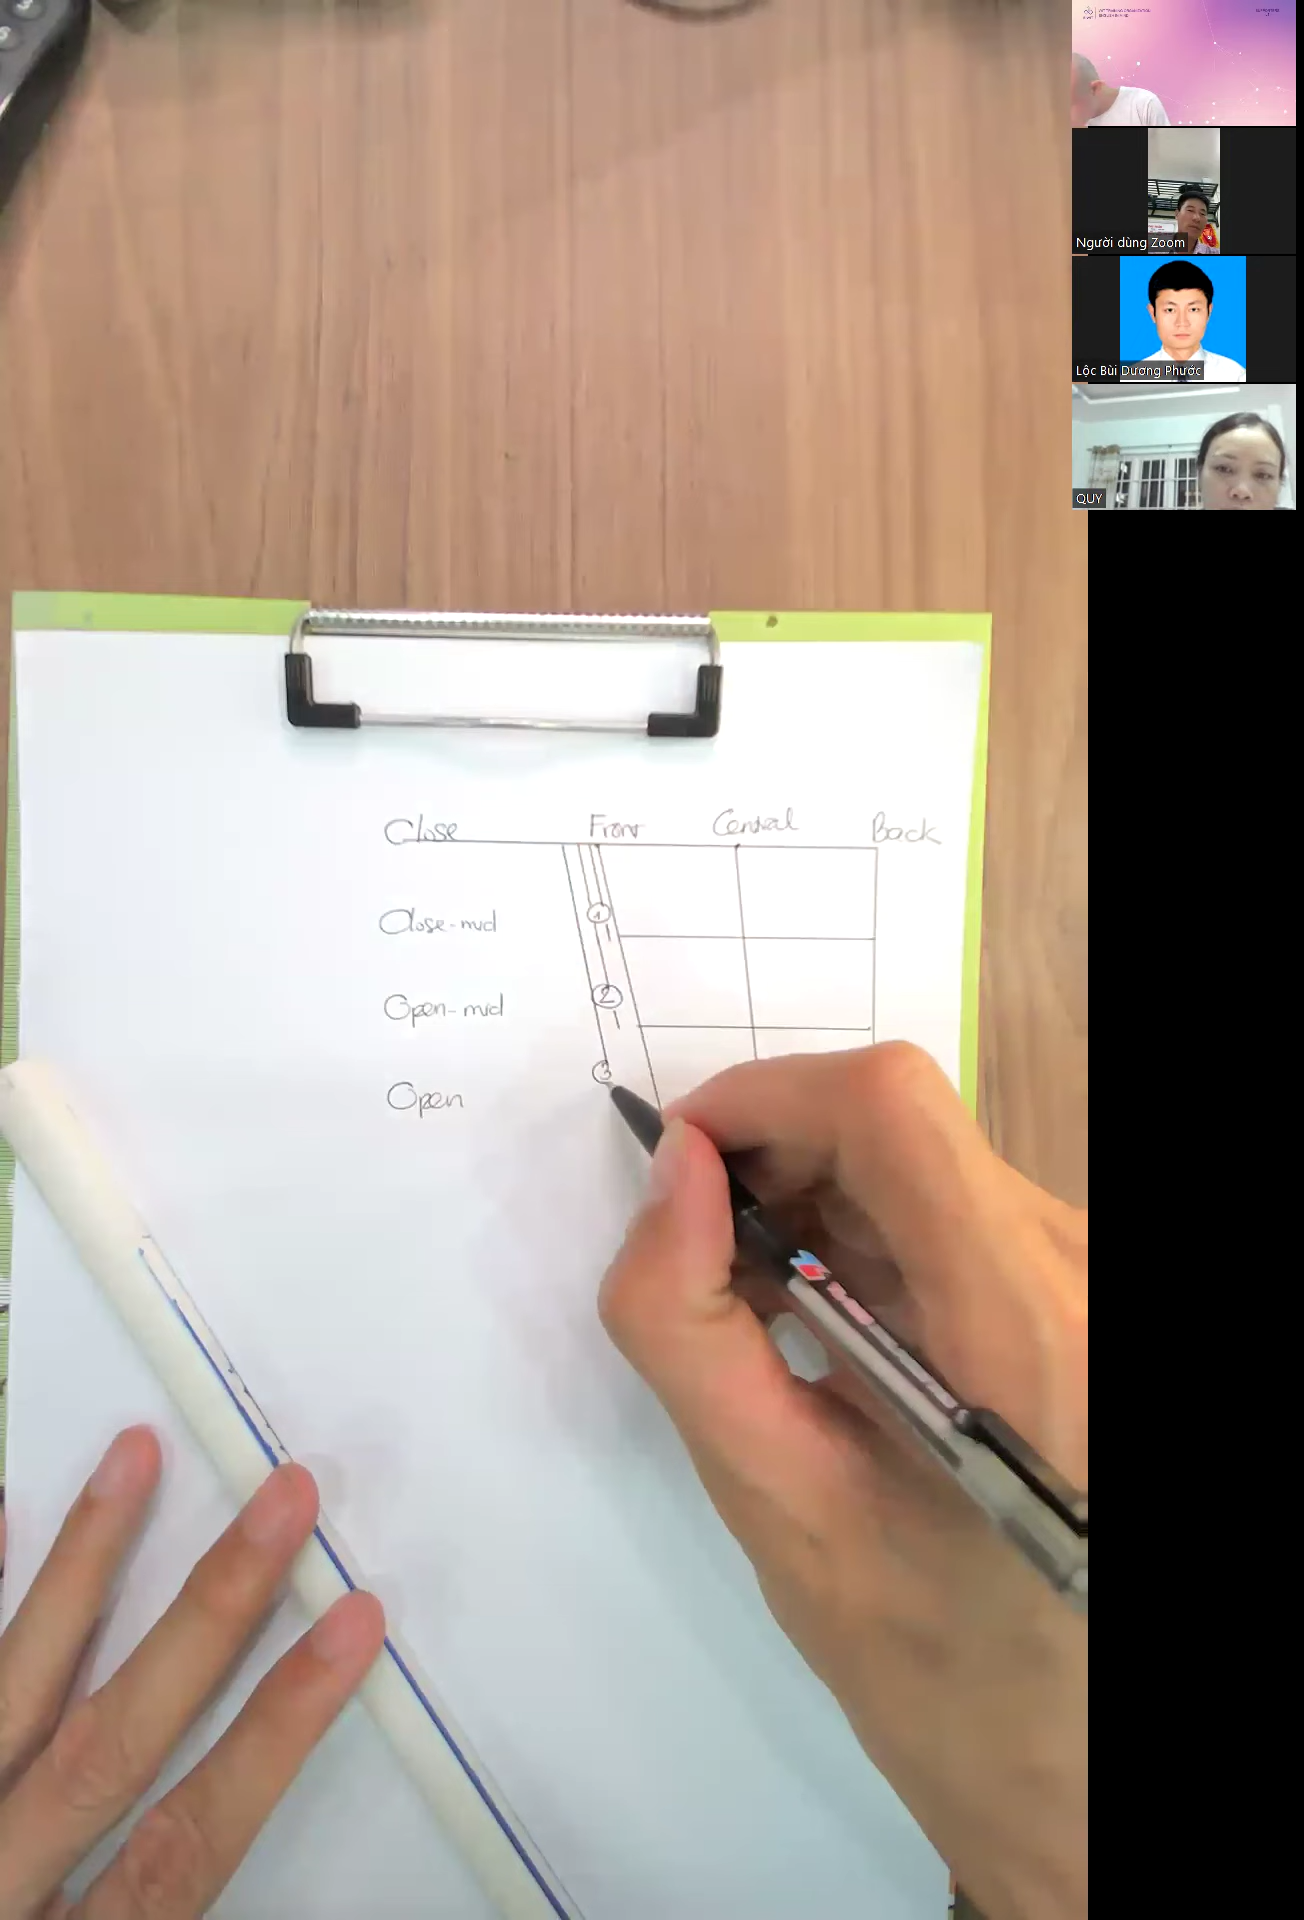 Close Front Central Back
Close-mid
①
Open-mid
②
Open
③
Người dùng Zoom
Lộc Bùi Dương Phước
QUY
3